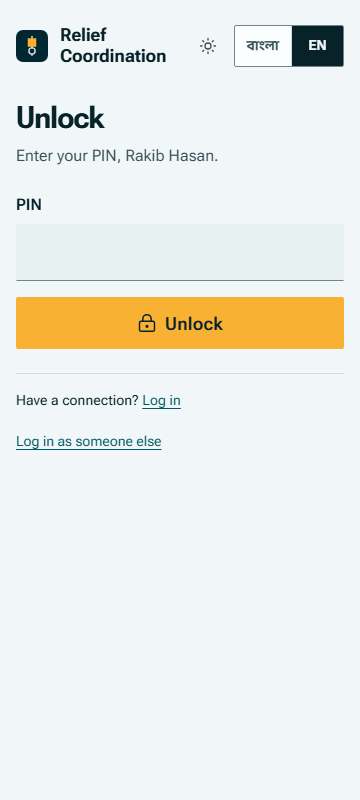 Relief
Coordination
বাংলা
EN
Unlock
Enter your PIN, Rakib Hasan.
PIN
Unlock
Have a connection? Log in
Log in as someone else